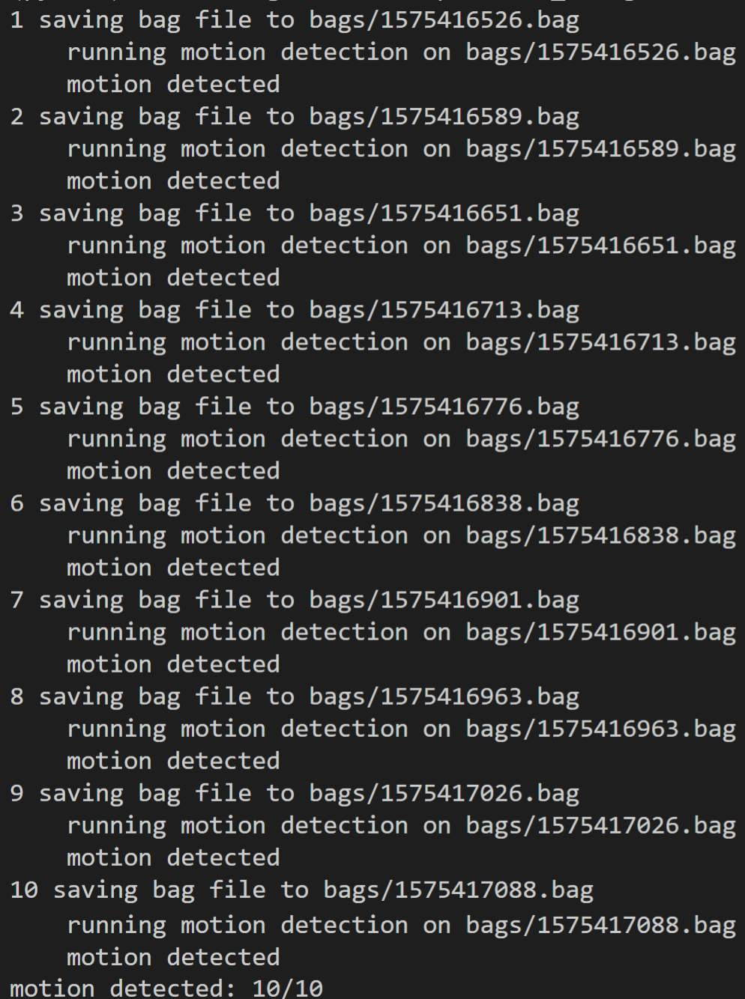 1 saving bag file to bags/1575416526.bag
running motion detection on bags/1575416526.bag
motion detected
2 saving bag file to bags/1575416589.bag
running motion detection on bags/1575416589.bag
motion detected
3 saving bag file to bags/1575416651.bag
running motion detection on bags/1575416651.bag
motion detected
4 saving bag file to bags/1575416713.bag
running motion detection on bags/1575416713.bag
motion detected
5 saving bag file to bags/1575416776.bag
running motion detection on bags/1575416776.bag
motion detected
6 saving bag file to bags/1575416838.bag
running motion detection on bags/1575416838.bag
motion detected
7 saving bag file to bags/1575416901.bag
running motion detection on bags/1575416901.bag
motion detected
8 saving bag file to bags/1575416963.bag
running motion detection on bags/1575416963.bag
motion detected
9 saving bag file to bags/1575417026.bag
running motion detection on bags/1575417026.bag
motion detected
10 saving bag file to bags/1575417088.bag
running motion detection on bags/1575417088.bag
motion detected
motion detected: 10/10